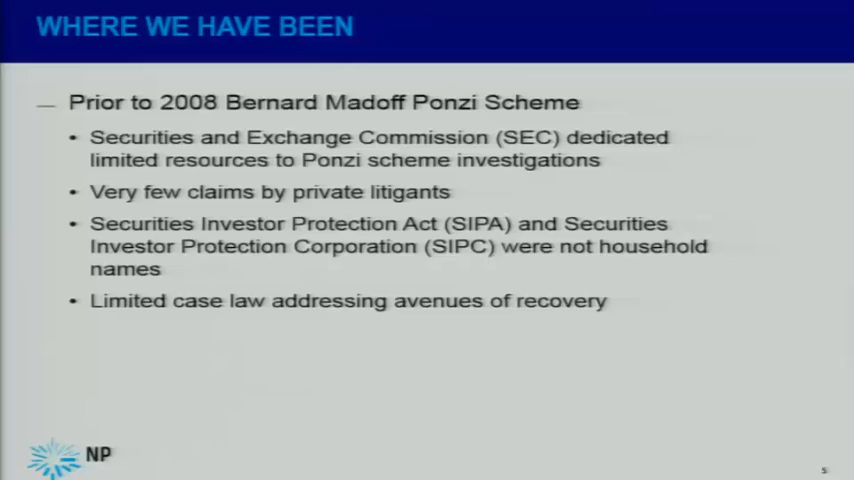 WHERE WE HAVE BEEN
— Prior to 2008 Bernard Madoff Ponzi Scheme
• Securities and Exchange Commission (SEC) dedicated
limited resources to Ponzi scheme investigations
• Very few claims by private litigants
• Securities Investor Protection Act (SIPA) and Securities
Investor Protection Corporation (SIPC) were not household
names
• Limited case law addressing avenues of recovery
NP
5